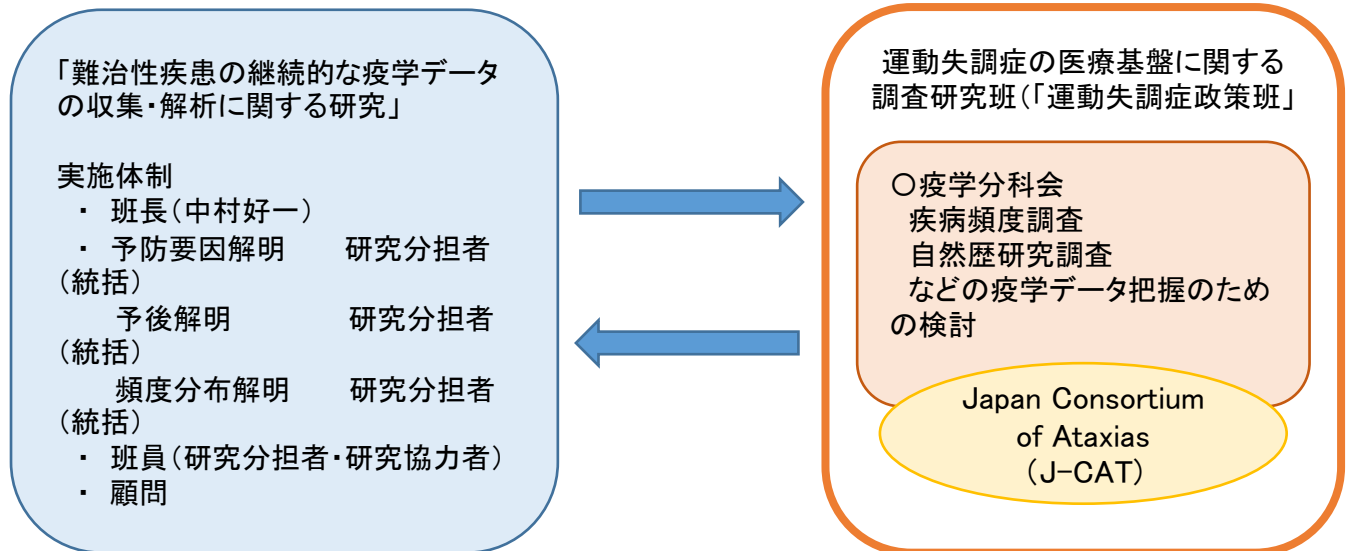 「難治性疾患の継続的な疫学データ
の収集・解析に関する研究」
実施体制
・ 班長(中村好一)
・ 予防要因解明 研究分担者
(統括)
予後解明 研究分担者
(統括)
頻度分布解明 研究分担者
(統括)
・ 班員(研究分担者・研究協力者)
・ 顧問
運動失調症の医療基盤に関する
調査研究班(「運動失調症政策班」
〇疫学分科会
疾病頻度調査
自然歴研究調査
などの疫学データ把握のため
の検討
Japan Consortium
of Ataxias
(J-CAT)